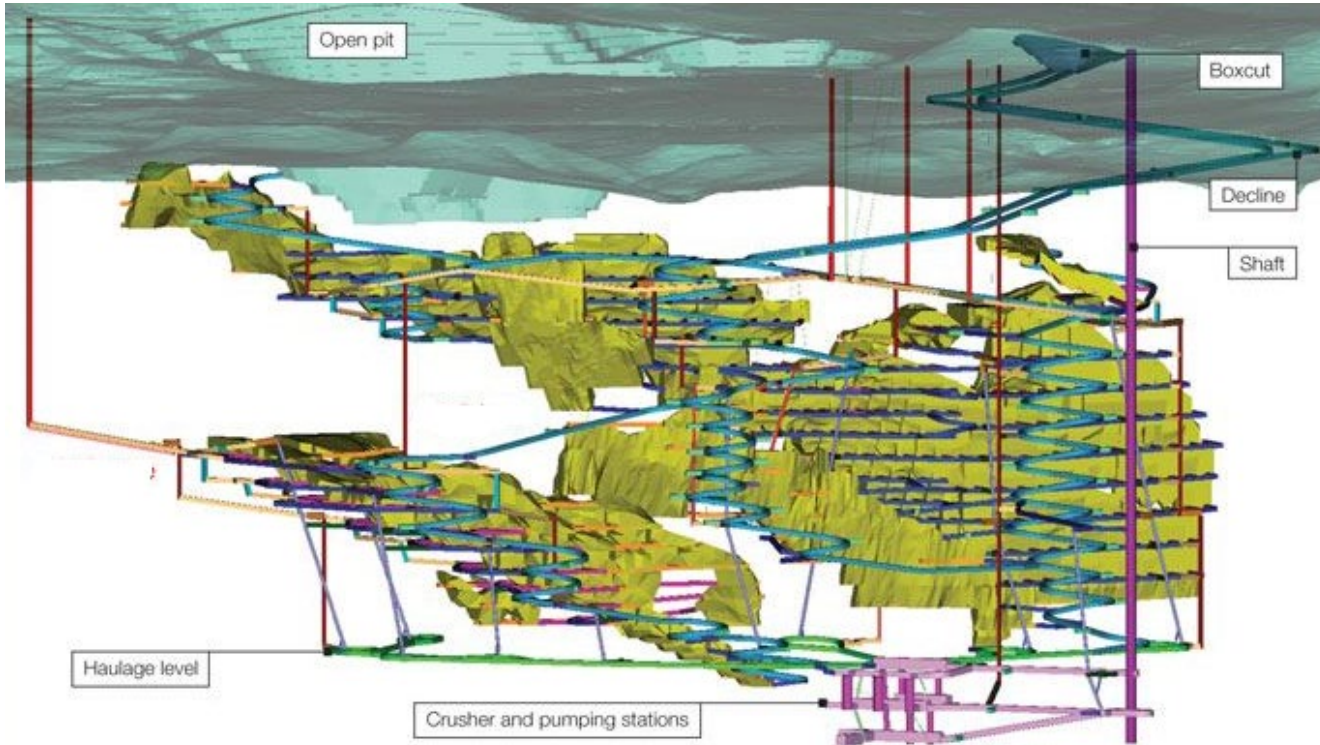 Open pit
Boxcut
Decline
Shaft
Haulage level
Crusher and pumping stations